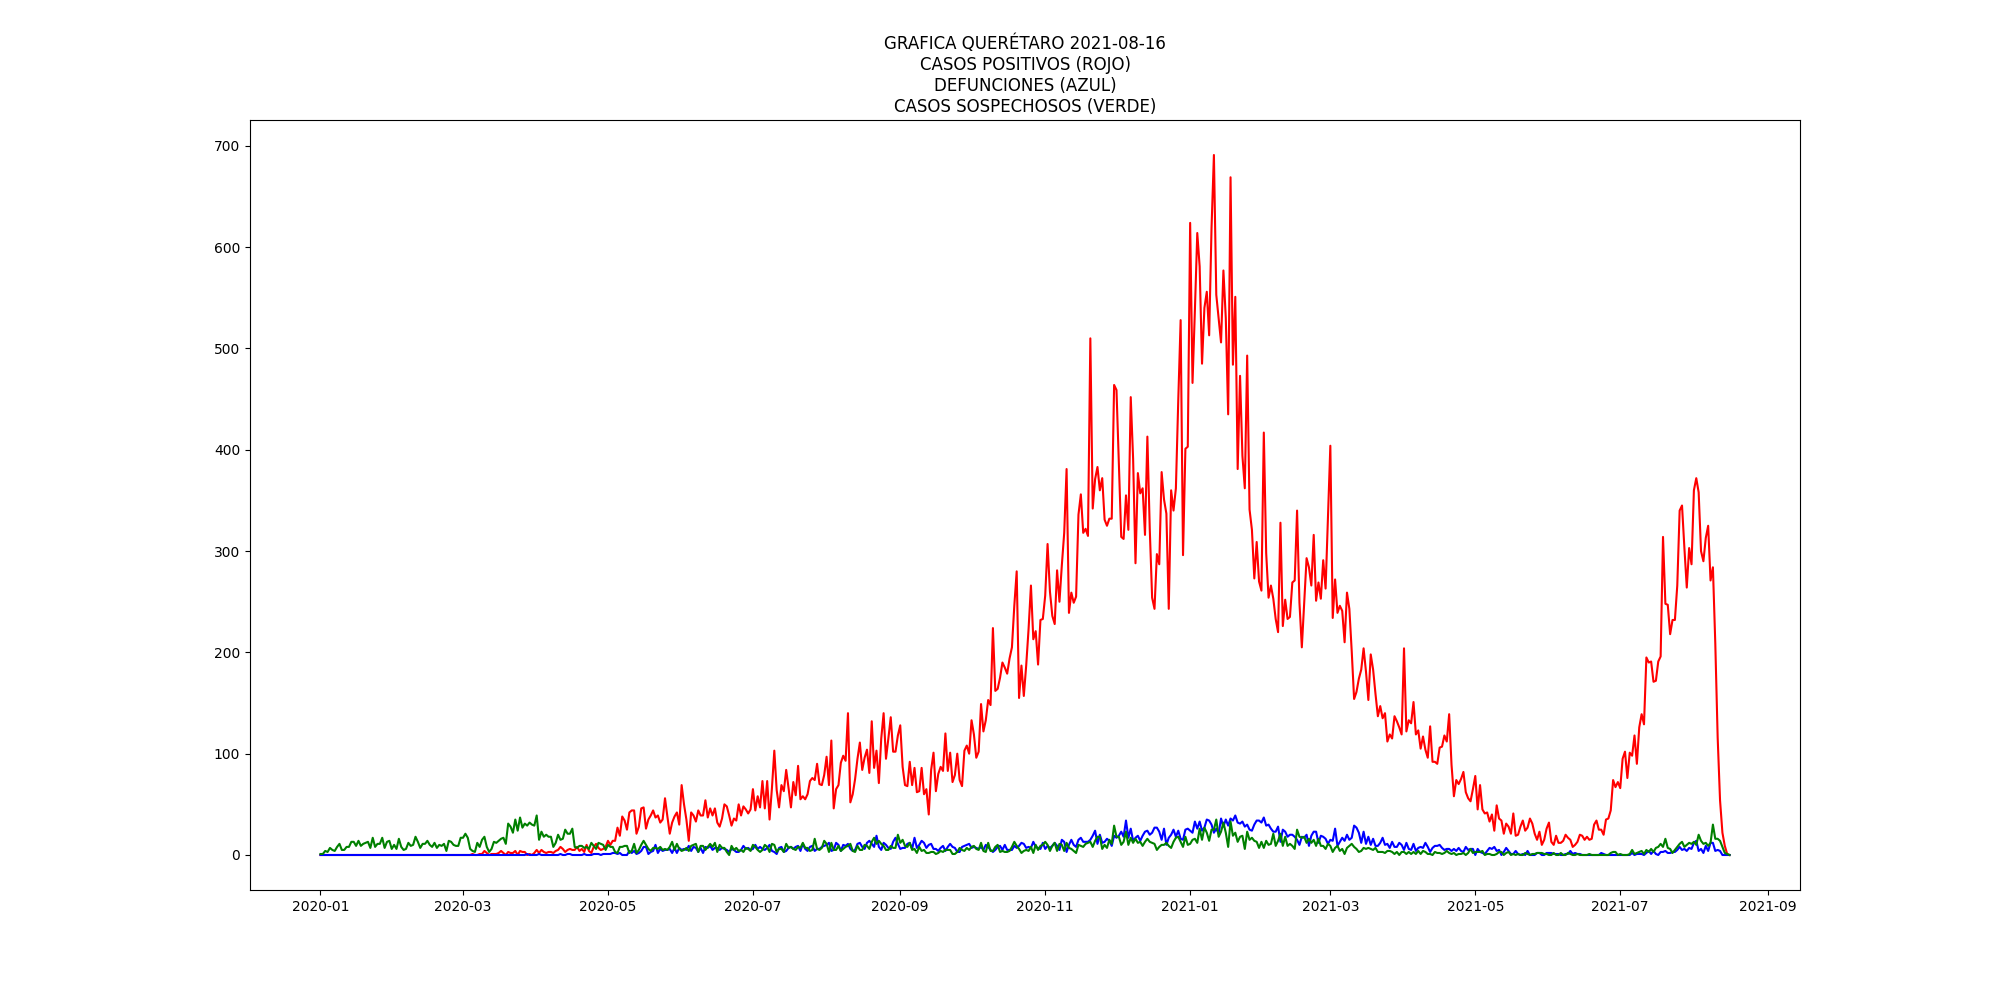 GRAFICA QUERÉTARO 2021-08-16
CASOS POSITIVOS (ROJO)
DEFUNCIONES (AZUL)
CASOS SOSPECHOSOS (VERDE)
700
600
500
400
300
200
100
0
2020-01 2020-03 2020-05 2020-07 2020-09 2020-11 2021-01 2021-03 2021-05 2021-07 2021-09